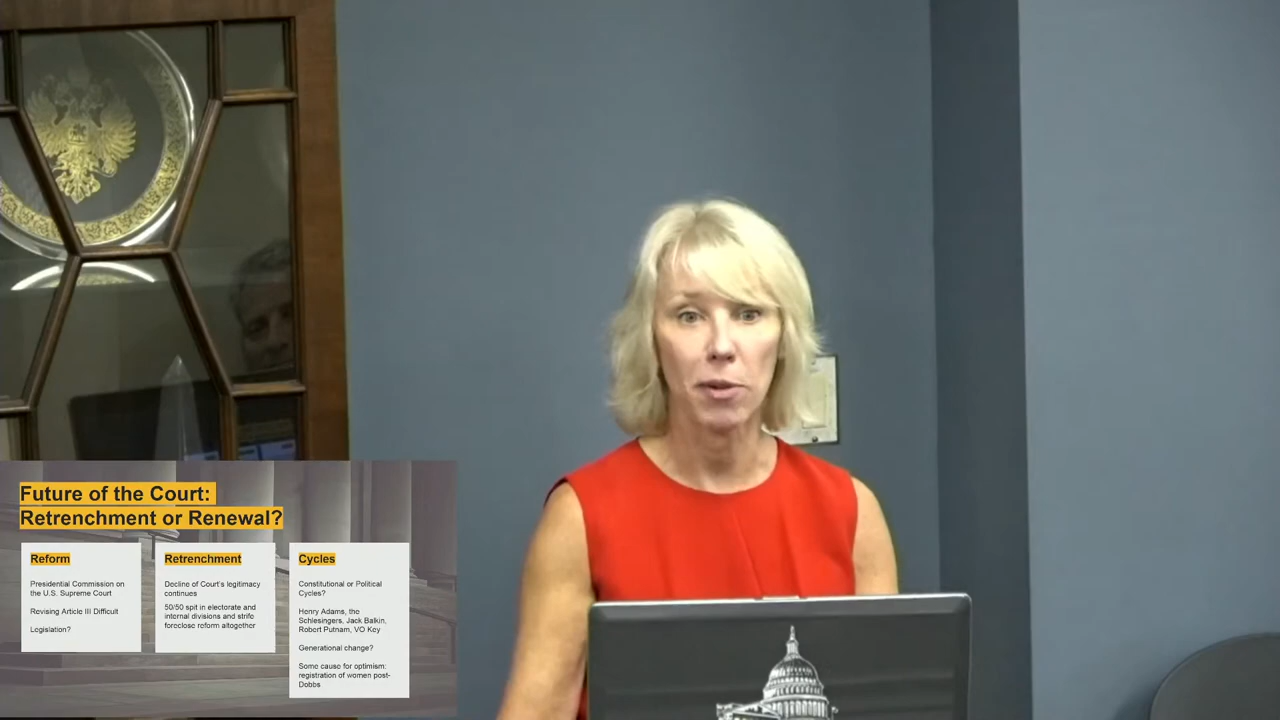 Future of the Court:
Retrenchment or Renewal?
Reform
Presidential Commission on
the U.S. Supreme Court
Revising Article III Difficult
Legislation?
Retrenchment
Decline of Court's legitimacy
continues
50/50 spit in electorate and
internal divisions and strife
foreclose reform altogether
Cycles
Constitutional or Political
Cycles?
Henry Adams, the
Schlesingers, Jack Balkin,
Robert Putnam, VO Key
Generational change?
Some cause for optimism:
registration of women post-
Dobbs